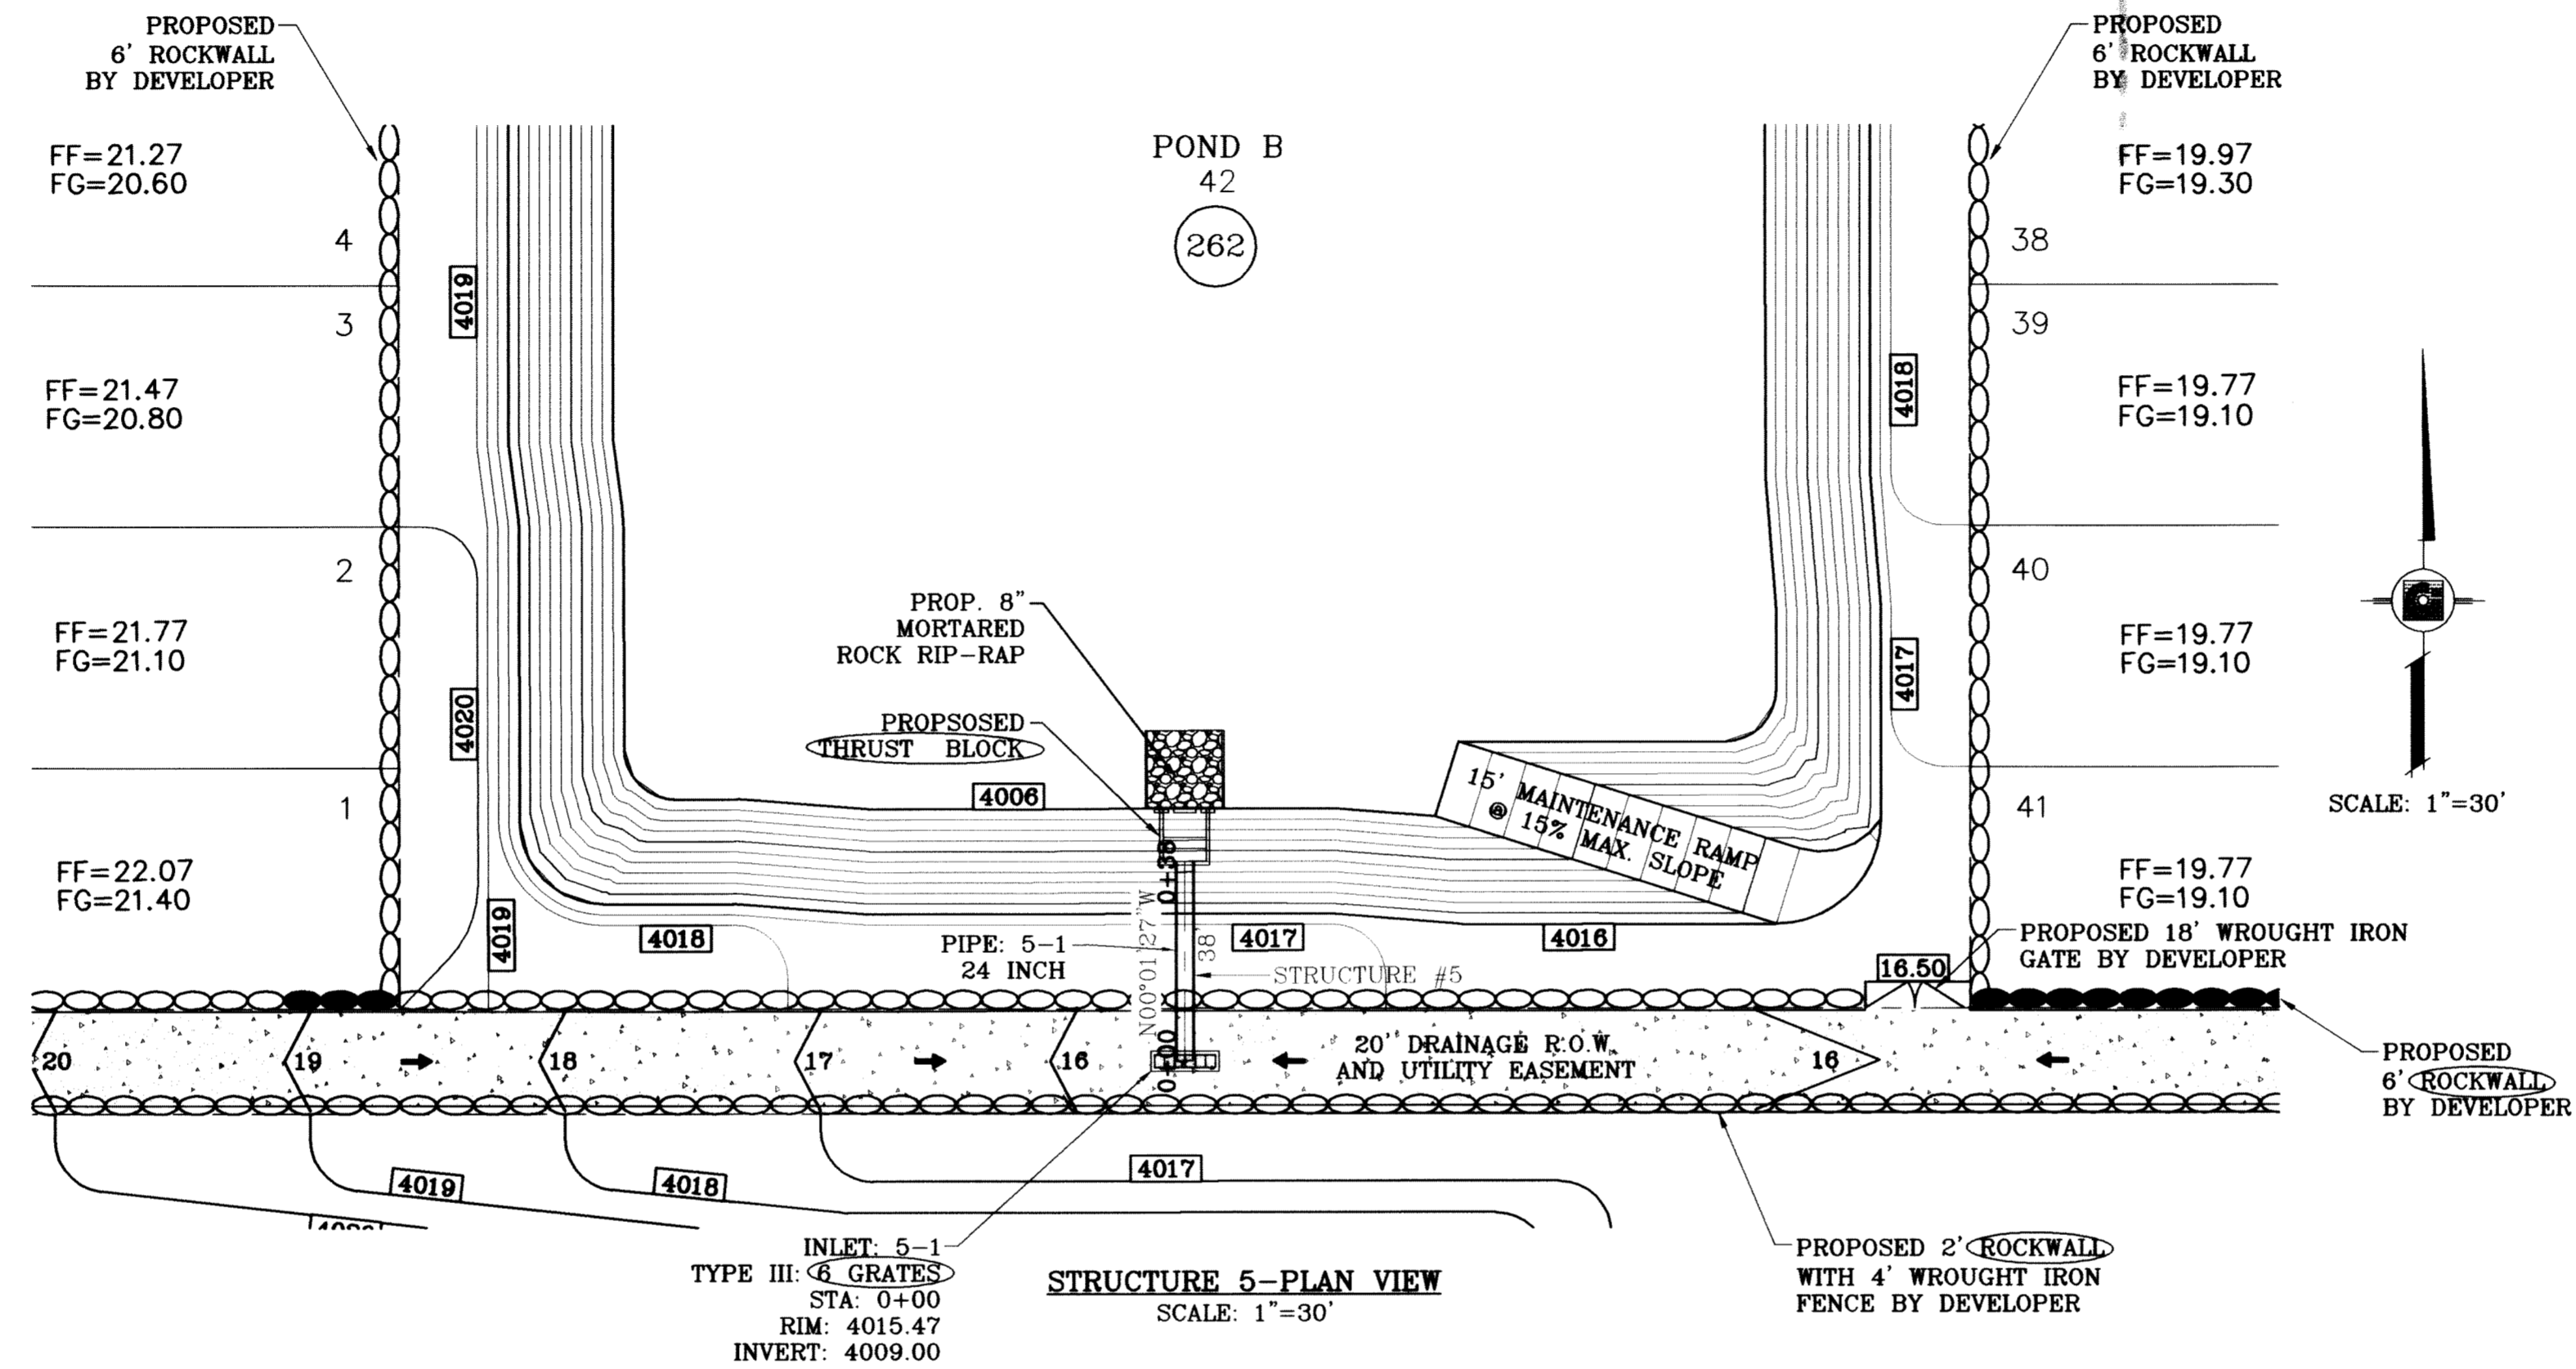 PROPOSED
6' ROCKWALL
BY DEVELOPER
PROPOSED
6' ROCKWALL
BY DEVELOPER
FF=21.27
FG=20.60
POND B
42
262
FF=19.97
FG=19.30
4
38
4019
3
39
FF=21.47
FG=20.80
4018
FF=19.77
FG=19.10
2
40
PROP. 8"
MORTARED
ROCK RIP-RAP
FF=21.77
FG=21.10
4017
FF=19.77
FG=19.10
4020
PROPSOSED
THRUST BLOCK
4006
15' MAINTENANCE RAMP
@ 15% MAX. SLOPE
SCALE: 1"=30'
1
41
FF=22.07
FG=21.40
0+38
FF=19.77
FG=19.10
4019
4018
N00°01'27"W
PIPE: 5-1
24 INCH
38'
4017
4016
STRUCTURE #5
16.50
PROPOSED 18' WROUGHT IRON
GATE BY DEVELOPER
20
19
18
17
16
0+00
20' DRAINAGE R.O.W.
AND UTILITY EASEMENT
16
PROPOSED
6' ROCKWALL
BY DEVELOPER
4019
4018
4017
INLET: 5-1
TYPE III: 6 GRATES
STA: 0+00
RIM: 4015.47
INVERT: 4009.00
STRUCTURE 5-PLAN VIEW
SCALE: 1"=30'
PROPOSED 2' ROCKWALL
WITH 4' WROUGHT IRON
FENCE BY DEVELOPER